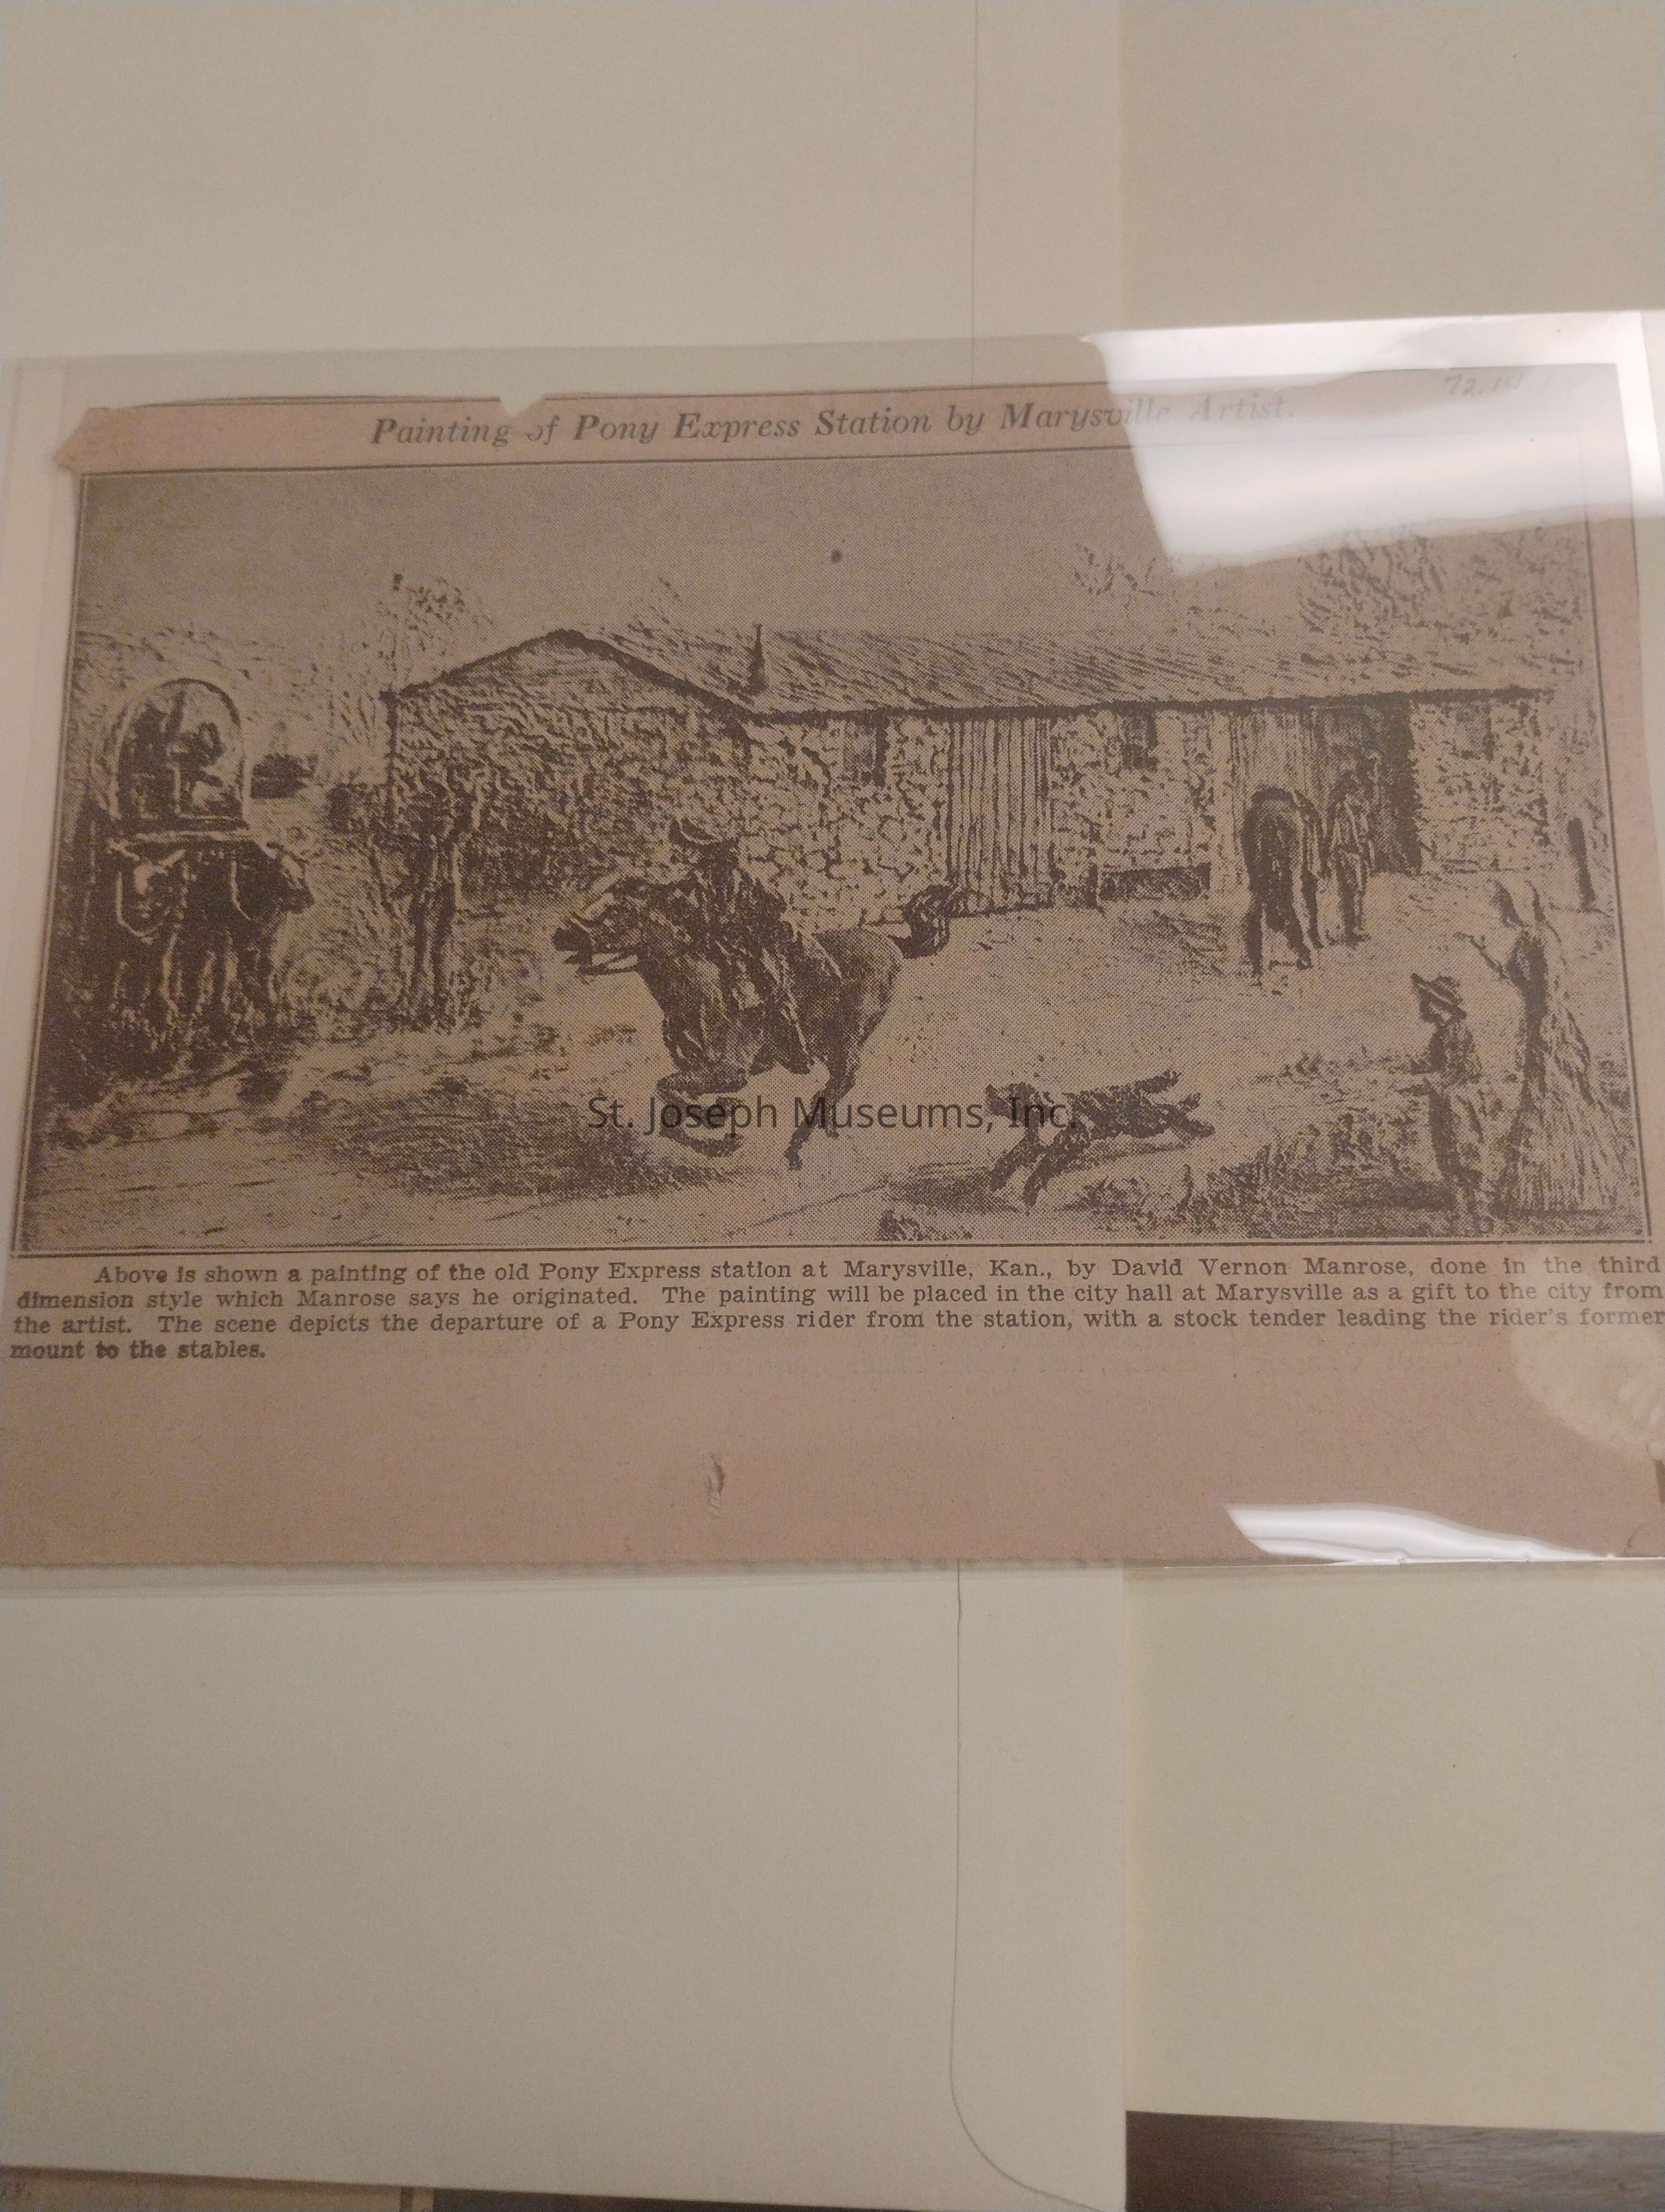 72.14.1
Painting of Pony Express Station by Marysville Artist.
St. Joseph Museums, Inc.
Above is shown a painting of the old Pony Express station at Marysville, Kan., by David Vernon Manrose, done in the third
dimension style which Manrose says he originated. The painting will be placed in the city hall at Marysville as a gift to the city from
the artist. The scene depicts the departure of a Pony Express rider from the station, with a stock tender leading the rider's former
mount to the stables.